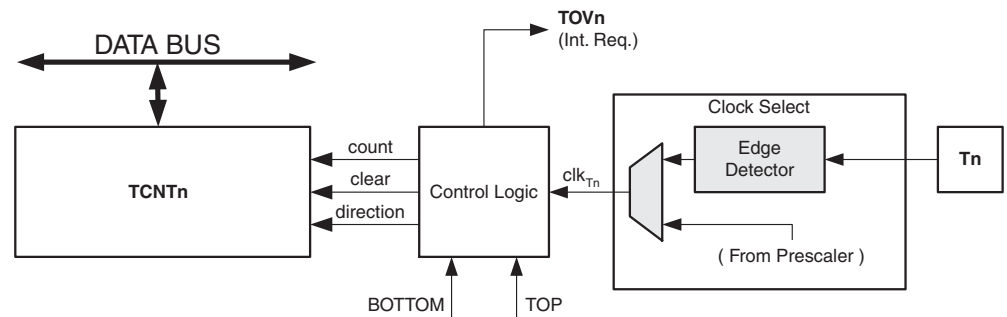 TOVn
(Int. Req.)
DATA BUS
Clock Select
count
Edge
Detector
Tn
TCNTn
clear
Control Logic
clkTn
direction
( From Prescaler )
BOTTOM
TOP